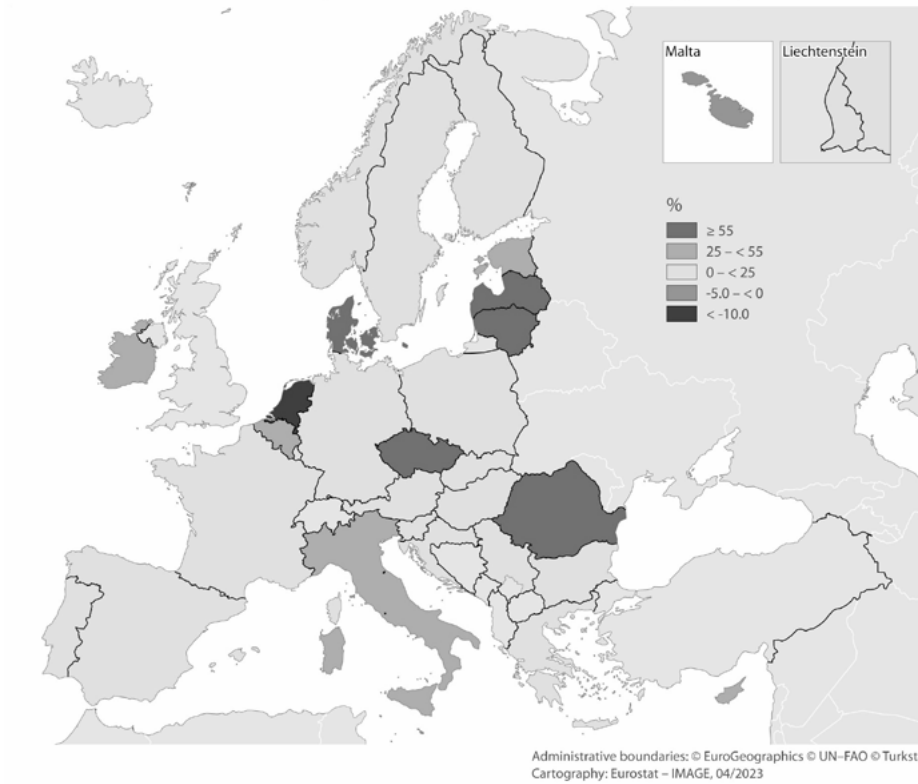 Malta
Liechtenstein
%
≥ 55
25 – < 55
0 – < 25
-5.0 – < 0
< -10.0
Administrative boundaries: © EuroGeographics © UN–FAO © Turkst
Cartography: Eurostat – IMAGE, 04/2023